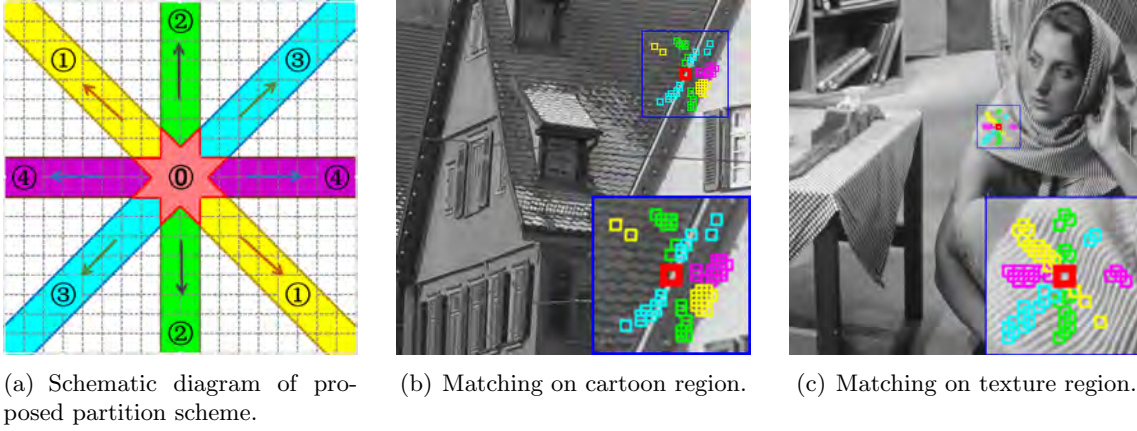 ②
① ③
④ ⓪ ④
③ ①
②
(a) Schematic diagram of pro-
posed partition scheme.
(b) Matching on cartoon region.
(c) Matching on texture region.